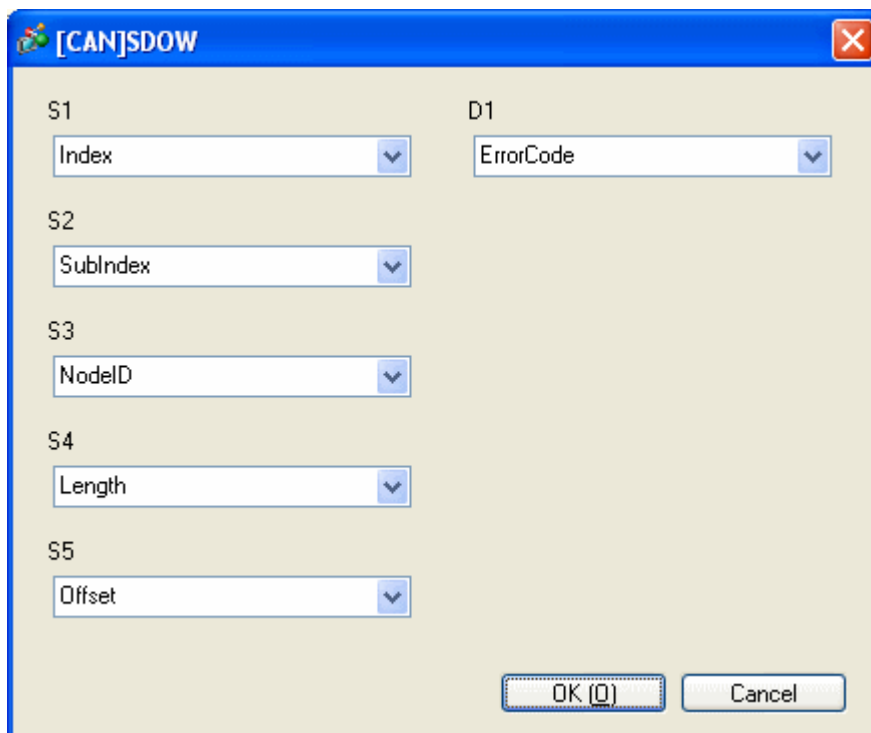 [CAN]SDOW
S1
Index
D1
ErrorCode
S2
SubIndex
S3
NodeID
S4
Length
S5
Offset
OK (O)
Cancel